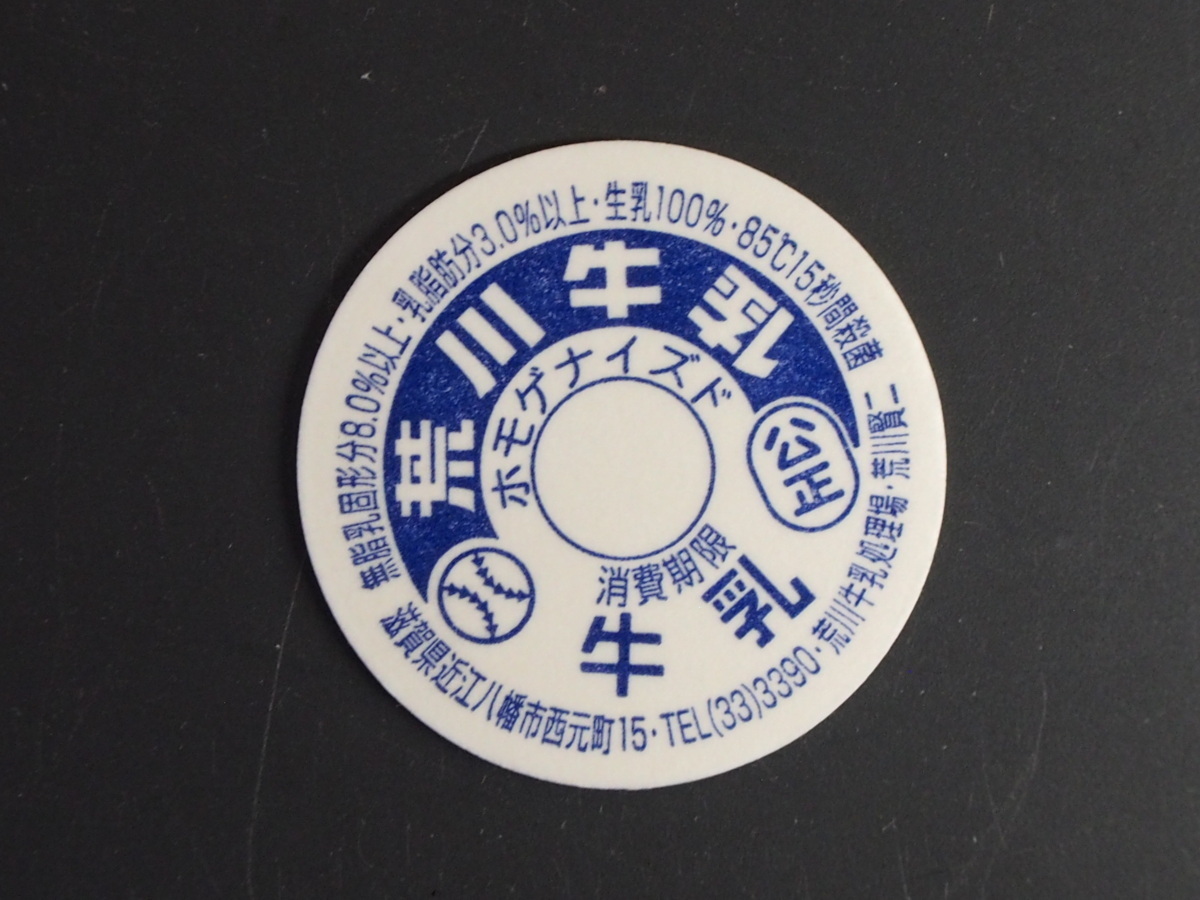 無脂乳固形分8.0%以上・乳脂肪分3.0%以上・生乳100%・85℃15秒間殺菌
荒川牛乳
ホモゲナイズド
公正
消費期限
牛乳
滋賀県近江八幡市西元町15・TEL(33)3390・荒川牛乳処理場・荒川賢二